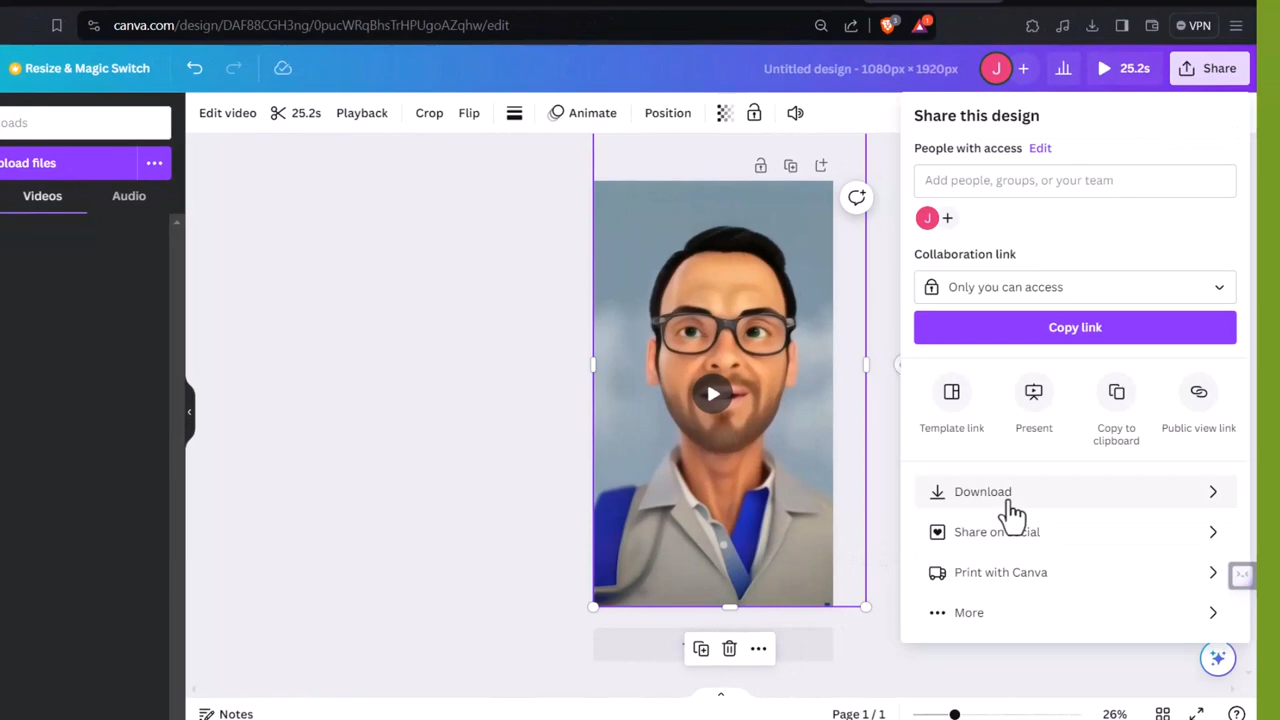 canva.com/design/DAF88CGH3ng/0pucWRqBhsTrHPUgoAZqhw/edit
3
1
VPN
Resize & Magic Switch
Untitled design - 1080px × 1920px
J
25.2s
Share
oads
Edit video
25.2s
Playback
Crop
Flip
Animate
Position
pload files
Videos
Audio
Share this design
People with access Edit
Add people, groups, or your team
J
Collaboration link
Only you can access
Copy link
Template link
Present
Copy to
clipboard
Public view link
Download
Share on
Print with Canva
More
Notes
Page 1 / 1
26%